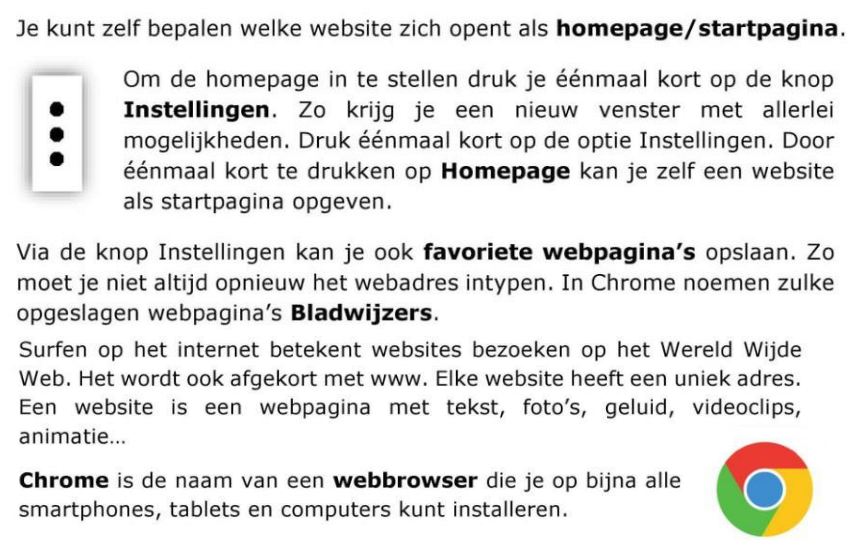 Je kunt zelf bepalen welke website zich opent als homepage/startpagina.
Om de homepage in te stellen druk je éénmaal kort op de knop
Instellingen. Zo krijg je een nieuw venster met allerlei
mogelijkheden. Druk éénmaal kort op de optie Instellingen. Door
éénmaal kort te drukken op Homepage kan je zelf een website
als startpagina opgeven.
Via de knop Instellingen kan je ook favoriete webpagina's opslaan. Zo
moet je niet altijd opnieuw het webadres intypen. In Chrome noemen zulke
opgeslagen webpagina's Bladwijzers.
Surfen op het internet betekent websites bezoeken op het Wereld Wijde
Web. Het wordt ook afgekort met www. Elke website heeft een uniek adres.
Een website is een webpagina met tekst, foto's, geluid, videoclips,
animatie…
Chrome is de naam van een webbrowser die je op bijna alle
smartphones, tablets en computers kunt installeren.